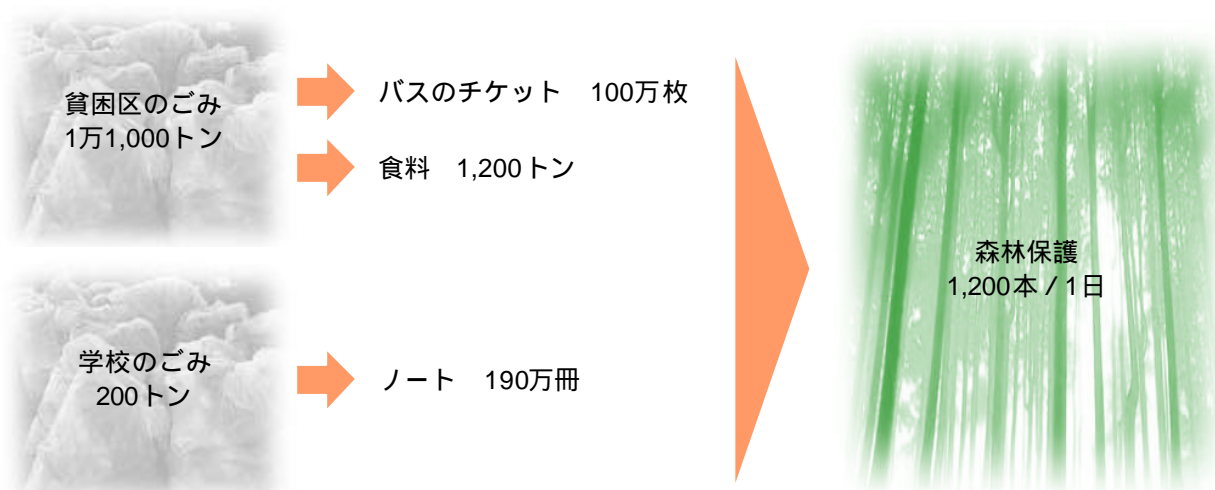 貧困区のごみ
1万1,000トン
バスのチケット　100万枚
食料　1,200トン
学校のごみ
200トン
ノート　190万冊
森林保護
1,200本／1日